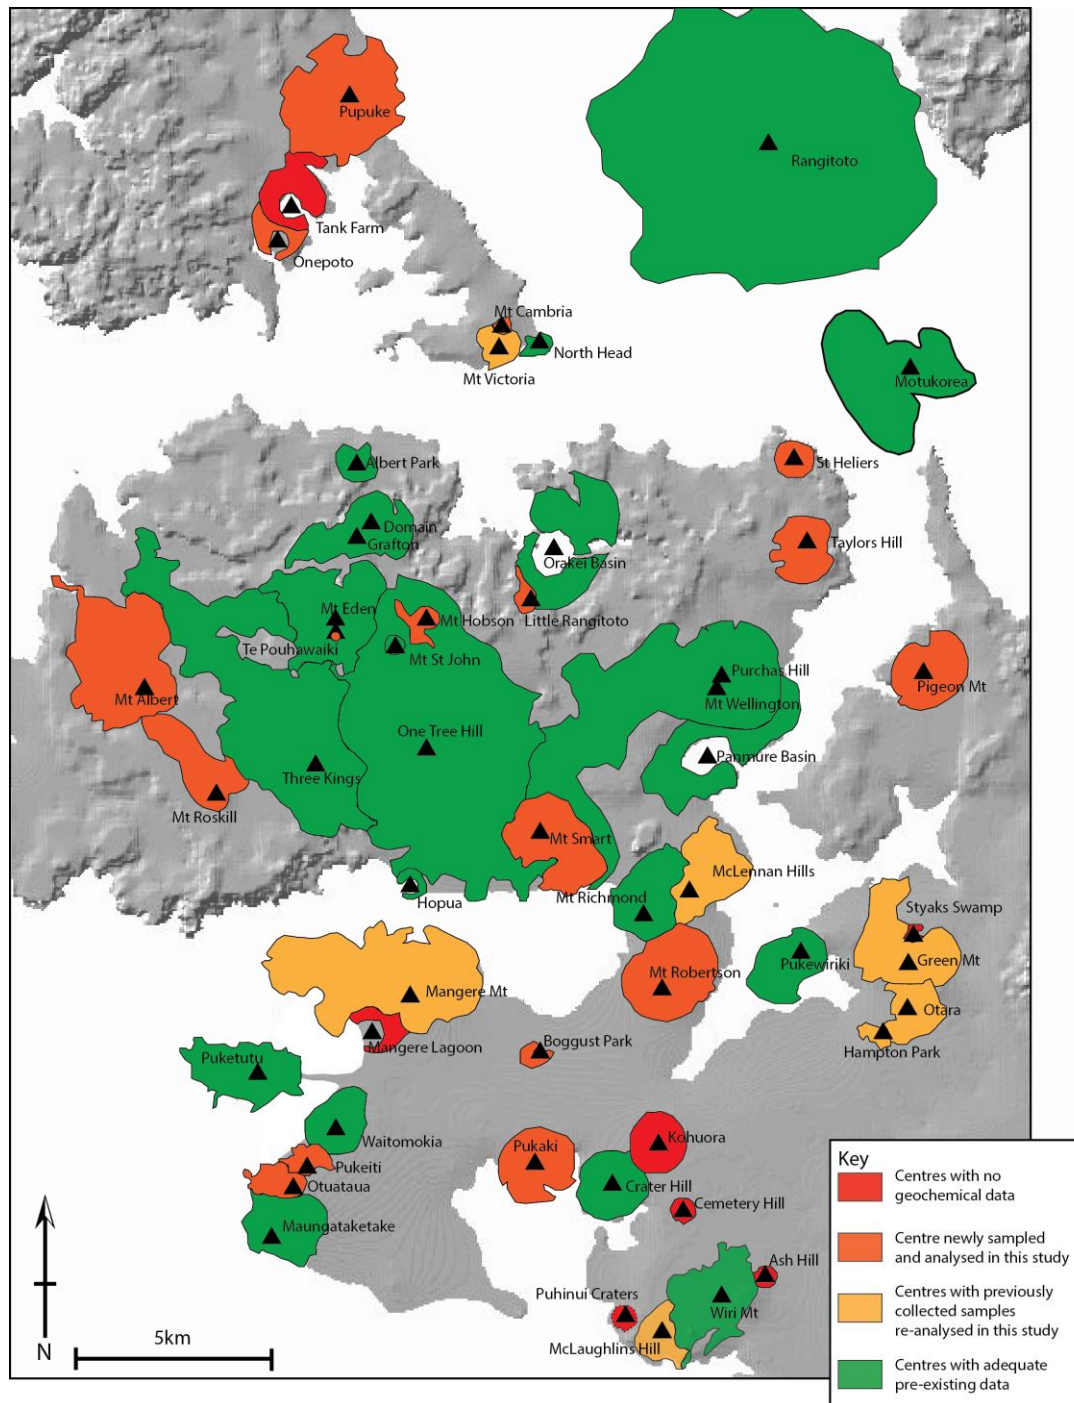 Pupuke
Rangitoto
Tank Farm
Onepoto
Mt Cambria
North Head
Mt Victoria
Motukorea
Albert Park
St Heliers
Domain
Grafton
Taylors Hill
Orakei Basin
Mt Eden
Mt Hobson
Little Rangitoto
Te Pouhawaiki
Mt St John
Purchas Hill
Mt Wellington
Pigeon Mt
Mt Albert
One Tree Hill
Panmure Basin
Three Kings
Mt Roskill
Mt Smart
McLennan Hills
Hopua
Mt Richmond
Styaks Swamp
Pukewiriki
Green Mt
Mt Robertson
Mangere Mt
Otara
Mangere Lagoon
Boggust Park
Hampton Park
Puketutu
Waitomokia
Kohuora
Pukaki
Pukeiti
Otuataua
Crater Hill
Cemetery Hill
Maungataketake
Ash Hill
Puhinui Craters
Wiri Mt
McLaughlins Hill
N
5km
Key
Centres with no
geochemical data
Centre newly sampled
and analysed in this study
Centres with previously
collected samples
re-analysed in this study
Centres with adequate
pre-existing data